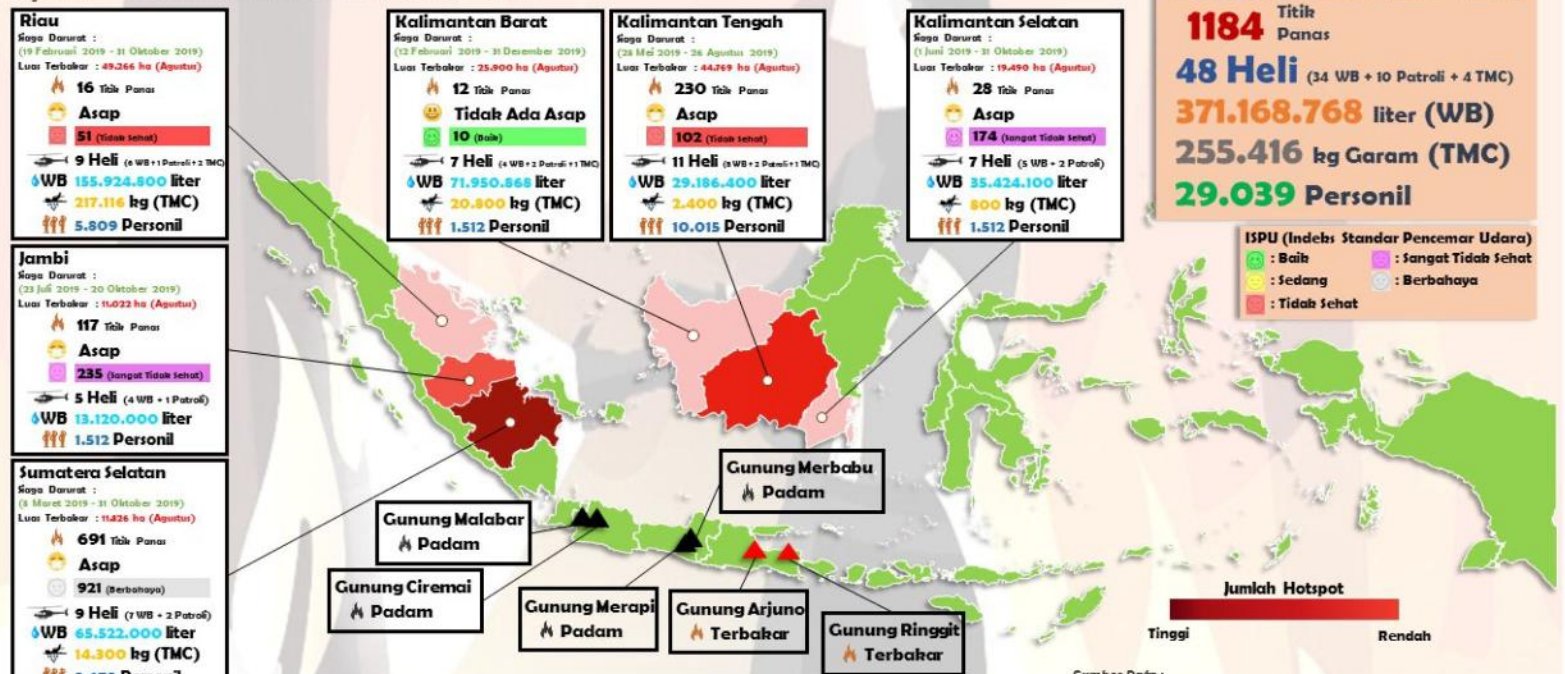 Riau
Siaga Darurat :
(19 Februari 2019 - 31 Oktober 2019)
Luas Terbakar : 49.266 ha (Agustus)
16 Titik Panas
Asap
51 (Tidak Sehat)
9 Heli (6 WB + 1 Patroli + 2 TMC)
WB 155.924.800 liter
217.116 kg (TMC)
5.809 Personil
Jambi
Siaga Darurat :
(23 Juli 2019 - 20 Oktober 2019)
Luas Terbakar : 11.022 ha (Agustus)
117 Titik Panas
Asap
235 (Sangat Tidak Sehat)
5 Heli (4 WB + 1 Patroli)
WB 13.120.000 liter
1.512 Personil
Sumatera Selatan
Siaga Darurat :
(8 Maret 2019 - 31 Oktober 2019)
Luas Terbakar : 11.826 ha (Agustus)
691 Titik Panas
Asap
921 (Berbahaya)
9 Heli (7 WB + 2 Patroli)
WB 65.522.000 liter
14.300 kg (TMC)
Kalimantan Barat
Siaga Darurat :
(12 Februari 2019 - 31 Desember 2019)
Luas Terbakar : 25.900 ha (Agustus)
12 Titik Panas
Tidak Ada Asap
10 (Baik)
7 Heli (4 WB + 2 Patroli + 1 TMC)
WB 71.950.868 liter
20.800 kg (TMC)
1.512 Personil
Kalimantan Tengah
Siaga Darurat :
(28 Mei 2019 - 26 Agustus 2019)
Luas Terbakar : 44.769 ha (Agustus)
230 Titik Panas
Asap
102 (Tidak Sehat)
11 Heli (8 WB + 2 Patroli + 1 TMC)
WB 29.186.400 liter
2.400 kg (TMC)
10.015 Personil
Kalimantan Selatan
Siaga Darurat :
(1 Juni 2019 - 31 Oktober 2019)
Luas Terbakar : 19.490 ha (Agustus)
28 Titik Panas
Asap
174 (Sangat Tidak Sehat)
7 Heli (5 WB + 2 Patroli)
WB 35.424.100 liter
800 kg (TMC)
1.512 Personil
1184 Titik Panas
48 Heli (34 WB + 10 Patroli + 4 TMC)
371.168.768 liter (WB)
255.416 kg Garam (TMC)
29.039 Personil
ISPU (Indeks Standar Pencemar Udara)
: Baik
: Sangat Tidak Sehat
: Sedang
: Berbahaya
: Tidak Sehat
Gunung Merbabu
Padam
Gunung Malabar
Padam
Gunung Ciremai
Padam
Gunung Merapi
Padam
Gunung Arjuno
Terbakar
Gunung Ringgit
Terbakar
Jumlah Hotspot
Tinggi
Rendah